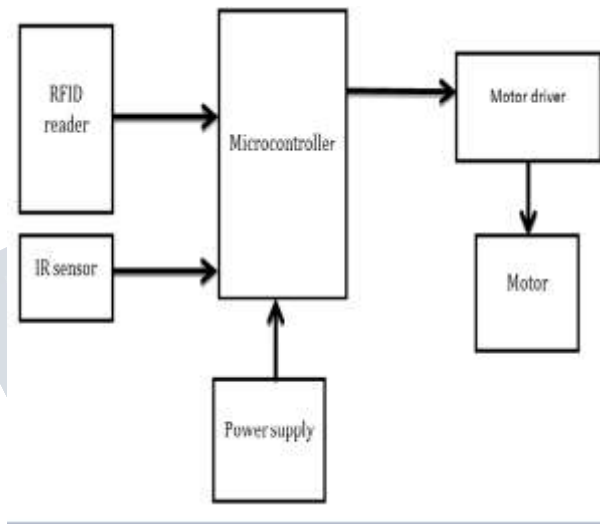 RFID
reader
Microcontroller
Motor driver
IR sensor
Motor
Power supply